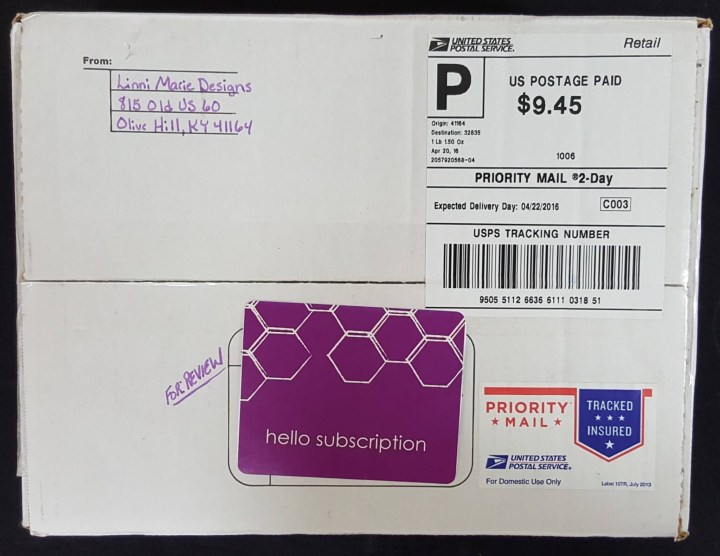 From:
Linni Marie Designs
815 Old US 60
Olive Hill, KY 41164
UNITED STATES
POSTAL SERVICE.
Retail
P
US POSTAGE PAID
$9.45
Origin: 41164
Destination: 32835
1 Lb 1.50 Oz
Apr 20, 16
2057920568-04
1006
PRIORITY MAIL ®2-Day
Expected Delivery Day: 04/22/2016
C003
USPS TRACKING NUMBER
9505 5112 6636 6111 0318 51
FOR REVIEW
hello subscription
PRIORITY
★ MAIL ★
TRACKED
★ ★ ★
INSURED
UNITED STATES
POSTAL SERVICE®
For Domestic Use Only
Label 107R, July 2013